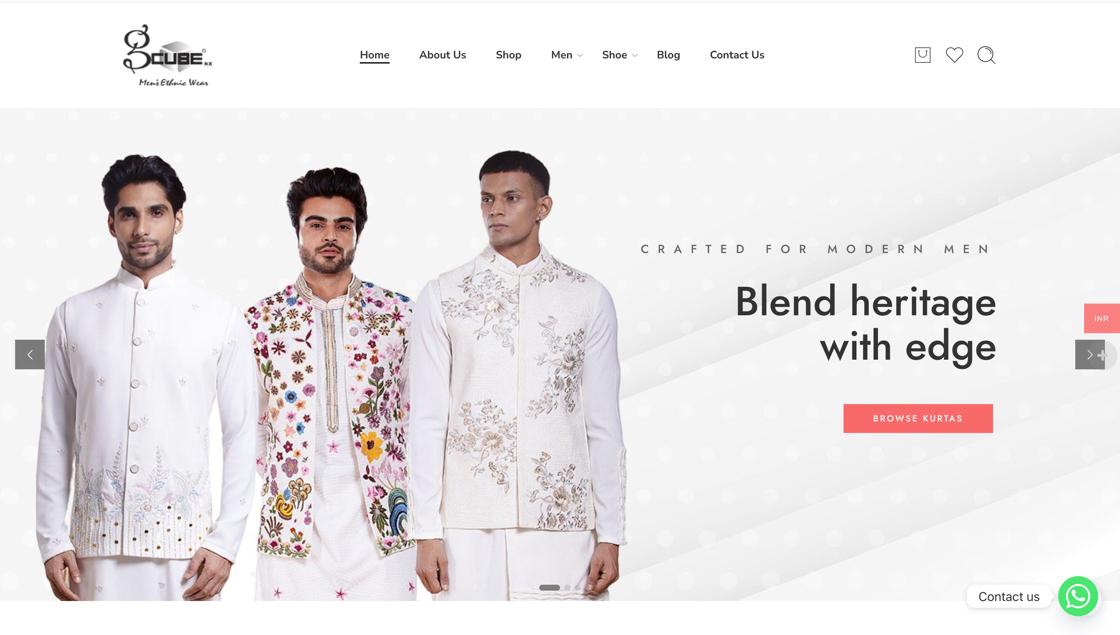 CUBE NX
Men's Ethnic Wear
Home
About Us
Shop
Men
Shoe
Blog
Contact Us
CRAFTED FOR MODERN MEN
Blend heritage
with edge
BROWSE KURTAS
INR
Contact us